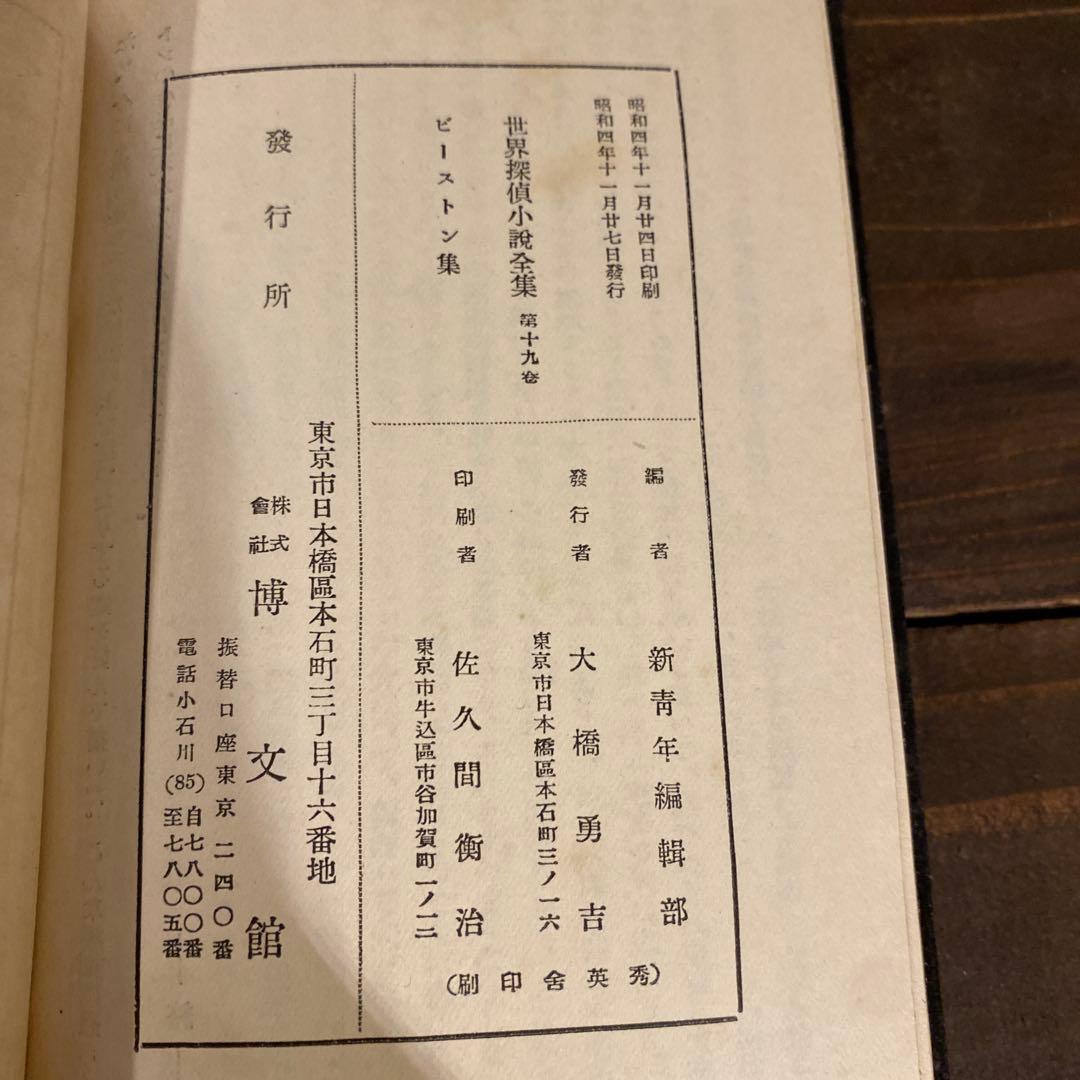 昭和四年十一月廿四日印刷
昭和四年十一月廿七日發行
世界探偵小說全集 第十九卷
ビーストン集
編者 新靑年編輯部
發行者 大橋勇吉
東京市日本橋區本石町三ノ一六
印刷者 佐久間衡治
東京市牛込區市谷加賀町一ノ一二
(秀英舍印刷)
發行所
東京市日本橋區本石町三丁目十六番地
株式會社 博文館
振替口座東京二四〇番
電話小石川(85)自七八〇〇番至七八〇五番